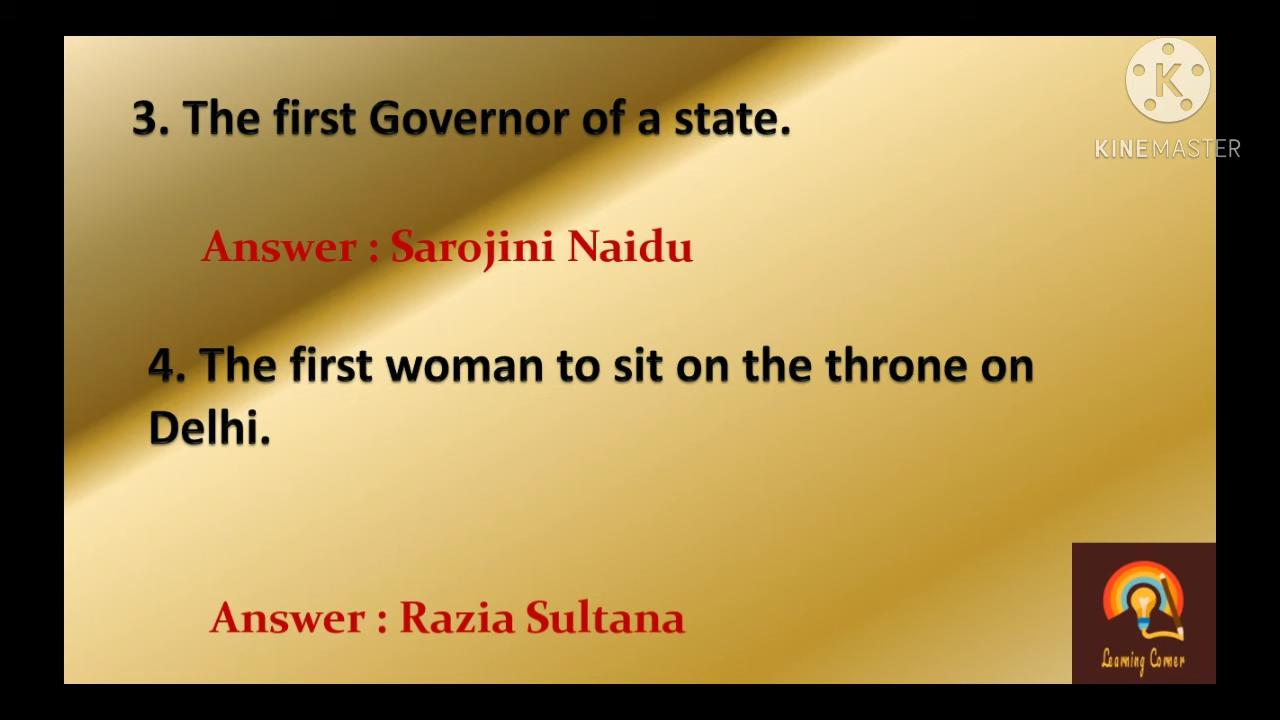 3. The first Governor of a state.
K
KINEMASTER
Answer : Sarojini Naidu
4. The first woman to sit on the throne on
Delhi.
Answer : Razia Sultana
Learning Corner